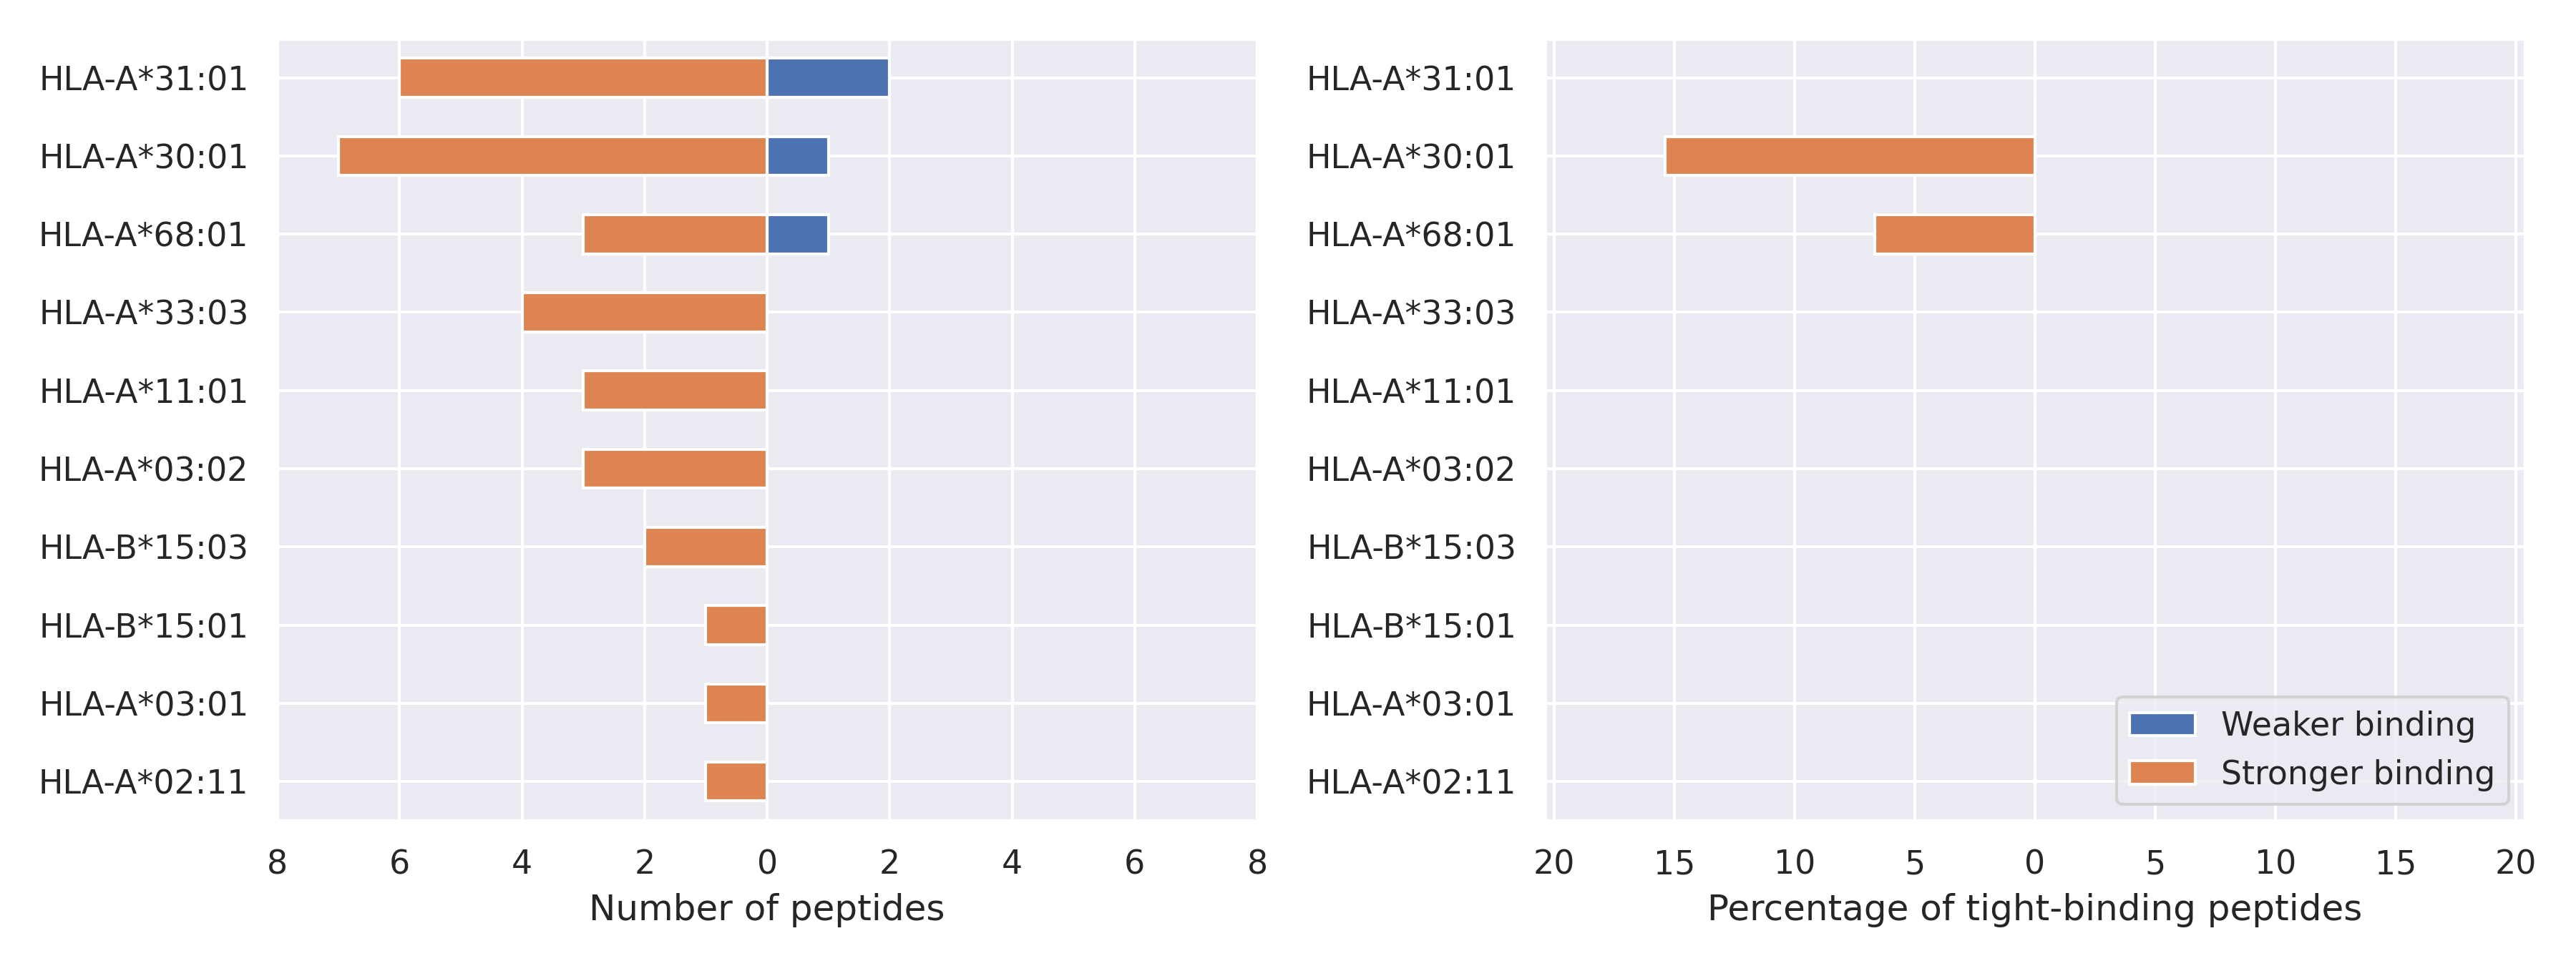 HLA-A*31:01
HLA-A*30:01
HLA-A*68:01
HLA-A*33:03
HLA-A*11:01
HLA-A*03:02
HLA-B*15:03
HLA-B*15:01
HLA-A*03:01
HLA-A*02:11
8 6 4 2 0 2 4 6 8
Number of peptides
HLA-A*31:01
HLA-A*30:01
HLA-A*68:01
HLA-A*33:03
HLA-A*11:01
HLA-A*03:02
HLA-B*15:03
HLA-B*15:01
HLA-A*03:01
HLA-A*02:11
Weaker binding
Stronger binding
20 15 10 5 0 5 10 15 20
Percentage of tight-binding peptides